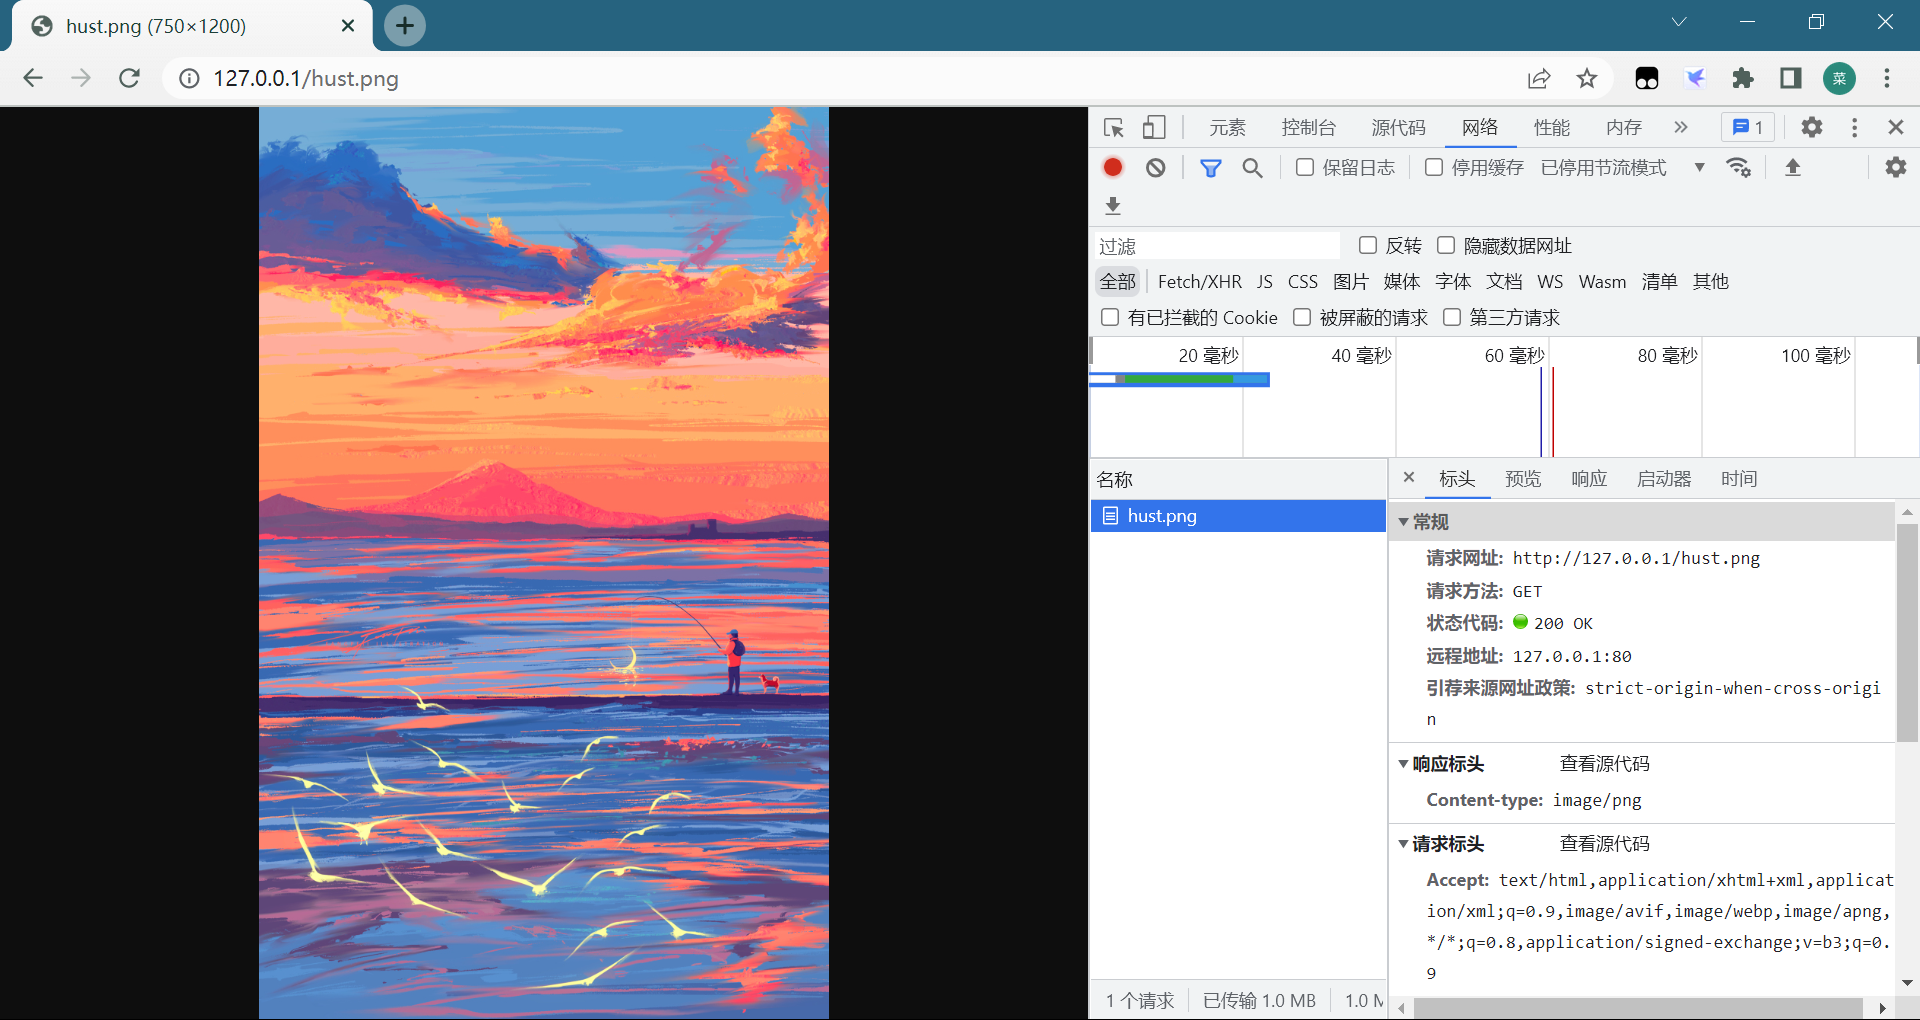 hust.png (750×1200)
127.0.0.1/hust.png
菜
元素 控制台 源代码 网络 性能 内存 1
保留日志 停用缓存 已停用节流模式
过滤 反转 隐藏数据网址
全部 Fetch/XHR JS CSS 图片 媒体 字体 文档 WS Wasm 清单 其他
有已拦截的 Cookie 被屏蔽的请求 第三方请求
20 毫秒 40 毫秒 60 毫秒 80 毫秒 100 毫秒
名称
hust.png
标头 预览 响应 启动器 时间
常规
请求网址: http://127.0.0.1/hust.png
请求方法: GET
状态代码: 200 OK
远程地址: 127.0.0.1:80
引荐来源网址政策: strict-origin-when-cross-origi
n
响应标头 查看源代码
Content-type: image/png
请求标头 查看源代码
Accept: text/html,application/xhtml+xml,applicat
ion/xml;q=0.9,image/avif,image/webp,image/apng,
*/*;q=0.8,application/signed-exchange;v=b3;q=0.
9
1 个请求 已传输 1.0 MB 1.0